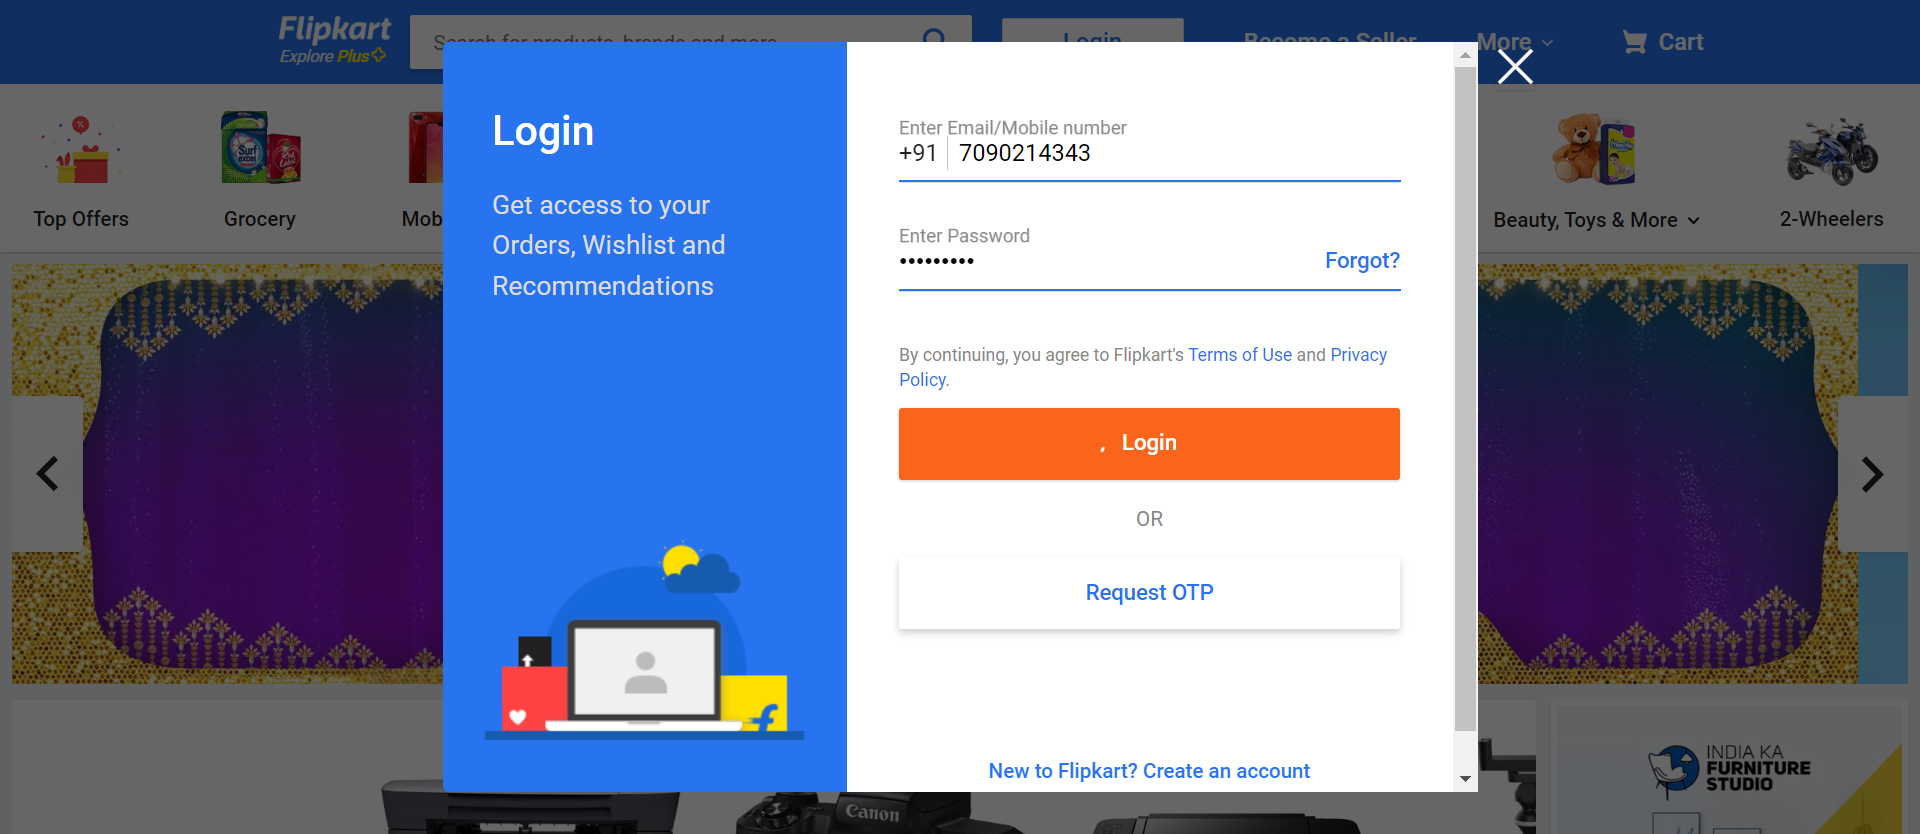 Flipkart
Explore Plus
Search for products, brands and more
Login
Become a Seller
More
Cart
Top Offers
Grocery
Mob
Beauty, Toys & More
2-Wheelers
Login
Get access to your
Orders, Wishlist and
Recommendations
Enter Email/Mobile number
+91 7090214343
Enter Password
•••••••••
Forgot?
By continuing, you agree to Flipkart's Terms of Use and Privacy
Policy.
Login
OR
Request OTP
New to Flipkart? Create an account
Surf
excel
Canon
INDIA KA
FURNITURE
STUDIO